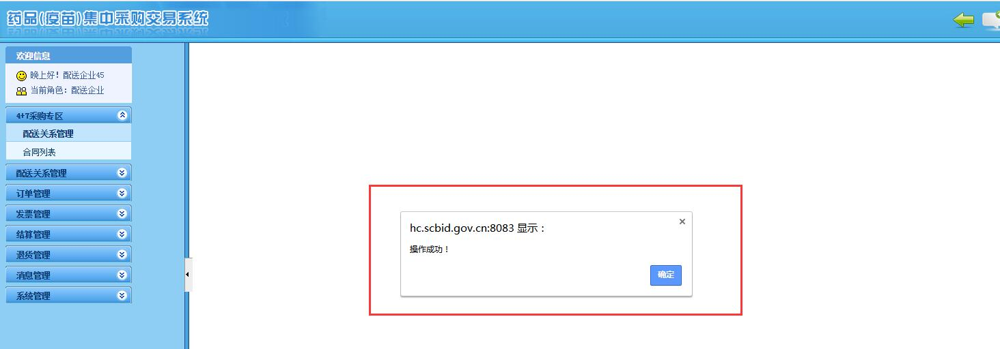 药品(疫苗)集中采购交易系统
欢迎信息
晚上好！配送企业45
当前角色：配送企业
4+7采购专区
配送关系管理
合同列表
配送关系管理
订单管理
发票管理
结算管理
退货管理
消息管理
系统管理
hc.scbid.gov.cn:8083 显示：
操作成功！
确定